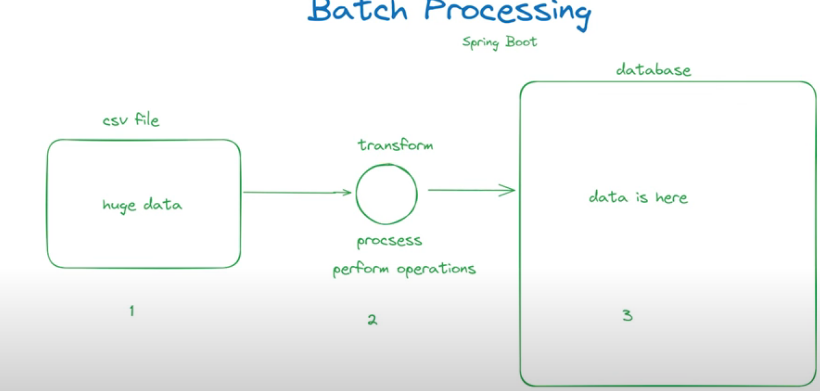 Batch Processing
Spring Boot
database
csv file
transform
huge data
data is here
procsess
perform operations
1
2
3